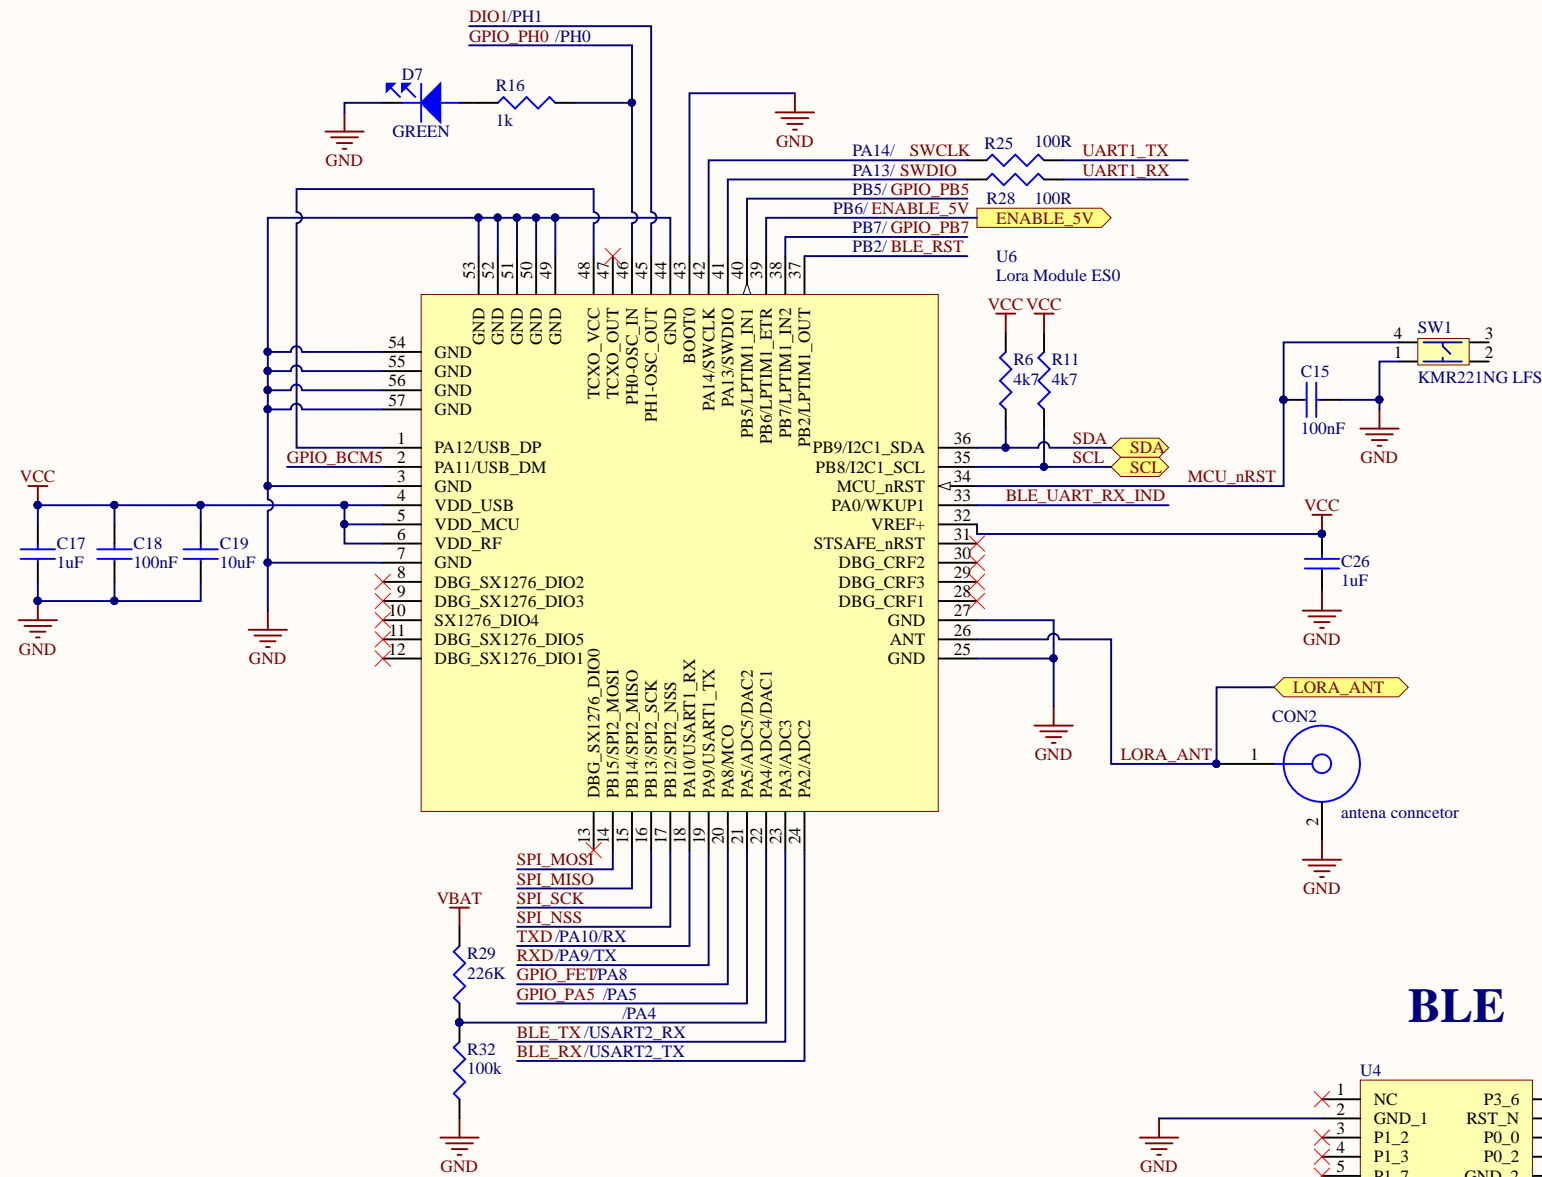 DIO1/PH1
GPIO_PH0 /PH0
D7
R16
GREEN
1k
GND
GND
PA14/ SWCLK R25 100R UART1_TX
PA13/ SWDIO UART1_RX
PB5/ GPIO_PB5 R28 100R
PB6/ ENABLE_5V ENABLE_5V
PB7/ GPIO_PB7
PB2/ BLE_RST
U6
Lora Module ES0
53 52 51 50 49 48 47 46 45 44 43 42 41 40 39 38 37
GND GND GND GND GND TCXO_VCC TCXO_OUT PH0-OSC_IN PH1-OSC_OUT GND BOOT0 PA14/SWCLK PA13/SWDIO PB5/LPTIM1_IN1 PB6/LPTIM1_ETR PB7/LPTIM1_IN2 PB2/LPTIM1_OUT
54 GND
55 GND
56 GND
57 GND
1 PA12/USB_DP
GPIO_BCM5 2 PA11/USB_DM
3 GND
4 VDD_USB
5 VDD_MCU
6 VDD_RF
7 GND
8 DBG_SX1276_DIO2
9 DBG_SX1276_DIO3
10 SX1276_DIO4
11 DBG_SX1276_DIO5
12 DBG_SX1276_DIO1
VCC
C17
1uF
C18
100nF
C19
10uF
GND
GND
VCC VCC
R6
4k7
R11
4k7
PB9/I2C1_SDA 36 SDA SDA
PB8/I2C1_SCL 35 SCL SCL
MCU_nRST 34 MCU_nRST
PA0/WKUP1 33 BLE_UART_RX_IND
VREF+ 32
STSAFE_nRST 31
DBG_CRF2 30
DBG_CRF3 29
DBG_CRF1 28
GND 27
ANT 26
GND 25
SW1
4 3
1 2
KMR221NG LFS
C15
100nF
GND
VCC
C26
1uF
GND
GND
LORA_ANT
CON2
LORA_ANT 1
antena conncetor
2
GND
DBG_SX1276_DIO0 PB15/SPI2_MOSI PB14/SPI2_MISO PB13/SPI2_SCK PB12/SPI2_NSS PA10/USART1_RX PA9/USART1_TX PA8/MCO PA5/ADC5/DAC2 PA4/ADC4/DAC1 PA3/ADC3 PA2/ADC2
13 14 15 16 17 18 19 20 21 22 23 24
SPI_MOSI
SPI_MISO
SPI_SCK
SPI_NSS
TXD/PA10/RX
RXD/PA9/TX
GPIO_FET/PA8
GPIO_PA5 /PA5
/PA4
BLE_TX/USART2_RX
BLE_RX/USART2_TX
VBAT
R29
226K
R32
100k
GND
BLE
U4
1 NC P3_6
2 GND_1 RST_N
3 P1_2 P0_0
4 P1_3 P0_2
5 P1_7 GND_2
GND